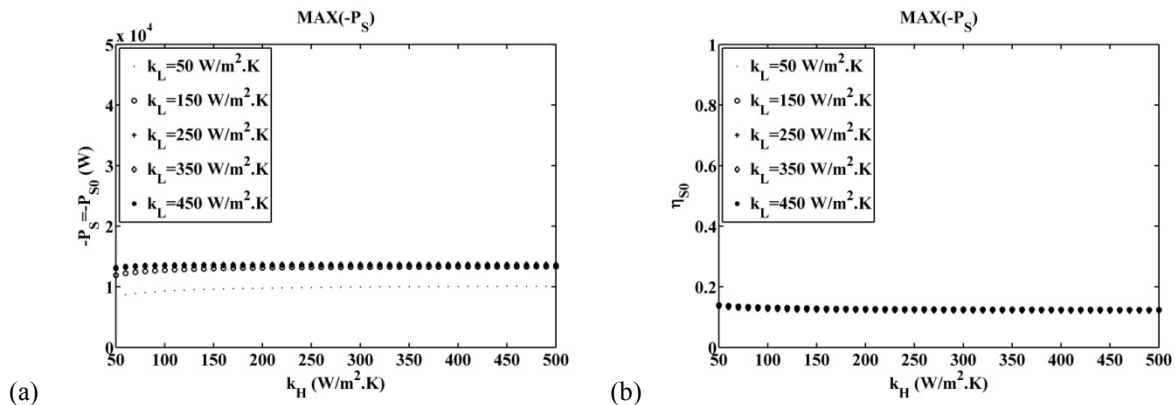 MAX(-P_S)
x 10^4
-P_S=-P_S0 (W)
5
4
3
2
1
0
k_L=50 W/m^2.K
k_L=150 W/m^2.K
k_L=250 W/m^2.K
k_L=350 W/m^2.K
k_L=450 W/m^2.K
50 100 150 200 250 300 350 400 450 500
k_H (W/m^2.K)
(a)
MAX(-P_S)
η_S0
1
0.8
0.6
0.4
0.2
0
k_L=50 W/m^2.K
k_L=150 W/m^2.K
k_L=250 W/m^2.K
k_L=350 W/m^2.K
k_L=450 W/m^2.K
50 100 150 200 250 300 350 400 450 500
k_H (W/m^2.K)
(b)